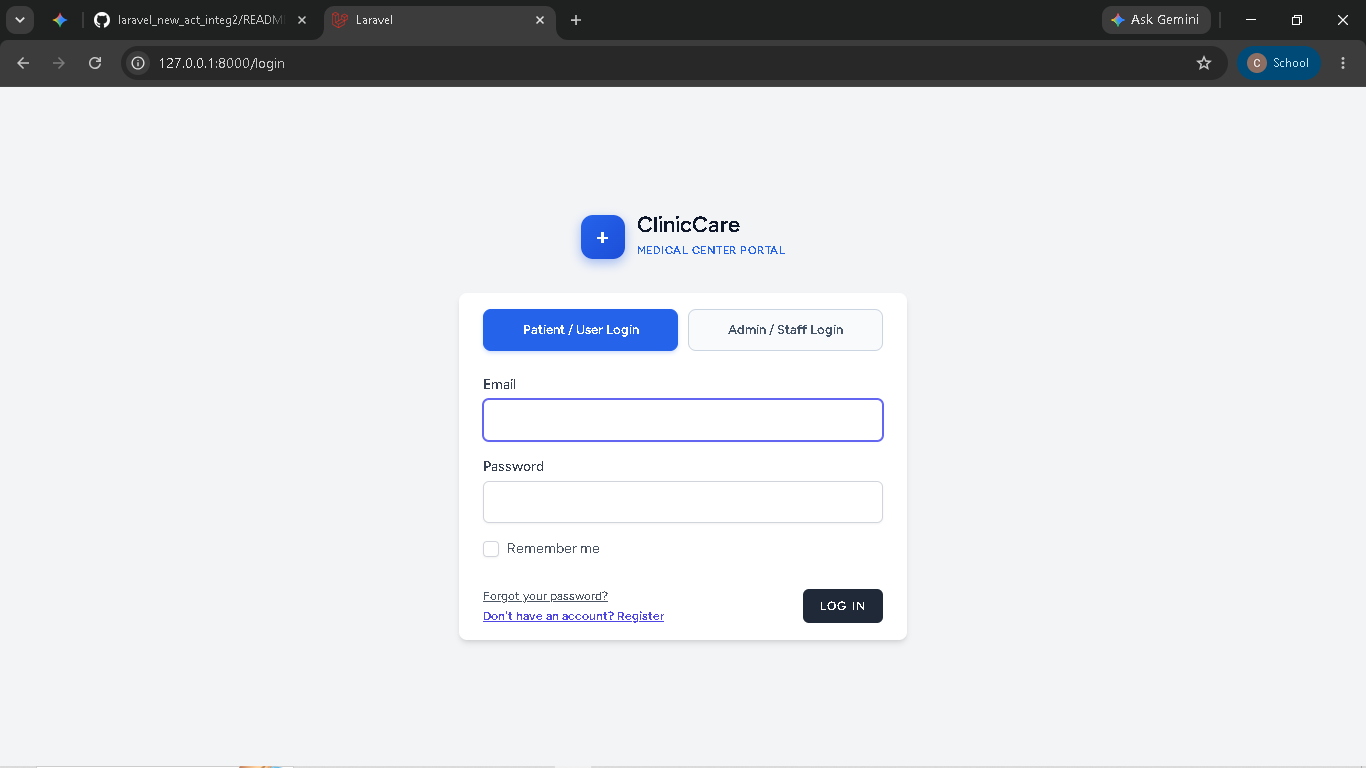 laravel_new_act_integ2/READM
Laravel
Ask Gemini
127.0.0.1:8000/login
C School
+
ClinicCare
MEDICAL CENTER PORTAL
Patient / User Login
Admin / Staff Login
Email
Password
Remember me
Forgot your password?
Don't have an account? Register
LOG IN